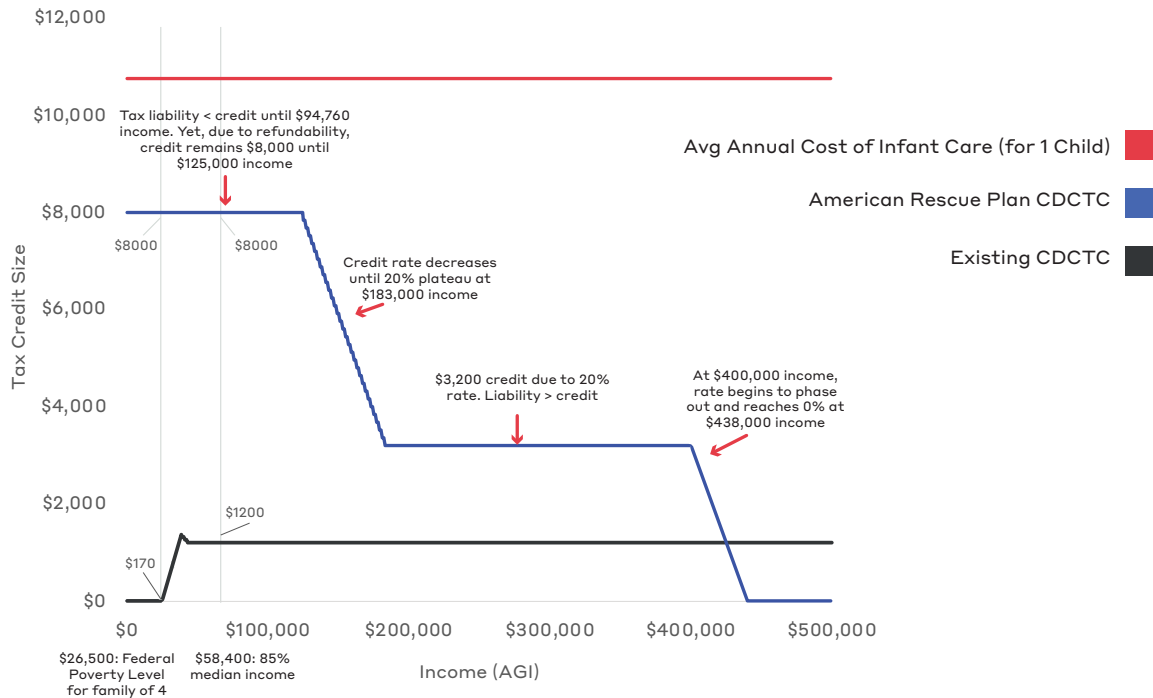 $12,000
$10,000
$8,000
$6,000
$4,000
$2,000
$0
Tax Credit Size
Tax liability < credit until $94,760
income. Yet, due to refundability,
credit remains $8,000 until
$125,000 income
$8000
$8000
Credit rate decreases
until 20% plateau at
$183,000 income
$3,200 credit due to 20%
rate. Liability > credit
At $400,000 income,
rate begins to phase
out and reaches 0% at
$438,000 income
$1200
$170
Avg Annual Cost of Infant Care (for 1 Child)
American Rescue Plan CDCTC
Existing CDCTC
$0
$100,000
$200,000
$300,000
$400,000
$500,000
$26,500: Federal
Poverty Level
for family of 4
$58,400: 85%
median income
Income (AGI)